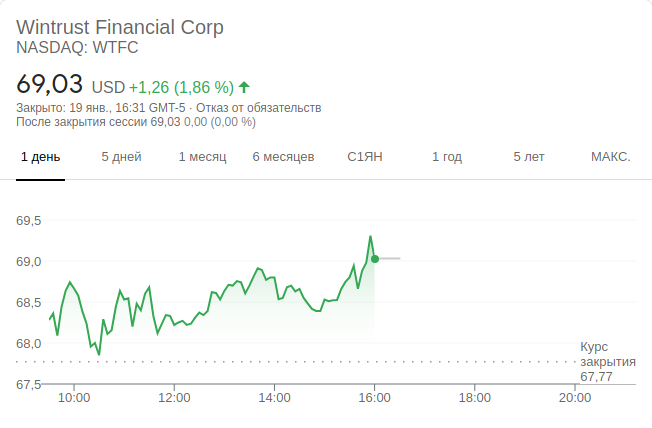 Wintrust Financial Corp
NASDAQ: WTFC
69,03 USD +1,26 (1,86 %)
Закрыто: 19 янв., 16:31 GMT-5 · Отказ от обязательств
После закрытия сессии 69,03 0,00 (0,00 %)
1 день 5 дней 1 месяц 6 месяцев С1ЯН 1 год 5 лет МАКС.
69,5
69,0
68,5
68,0
Курс
закрытия
67,77
67,5
10:00 12:00 14:00 16:00 18:00 20:00